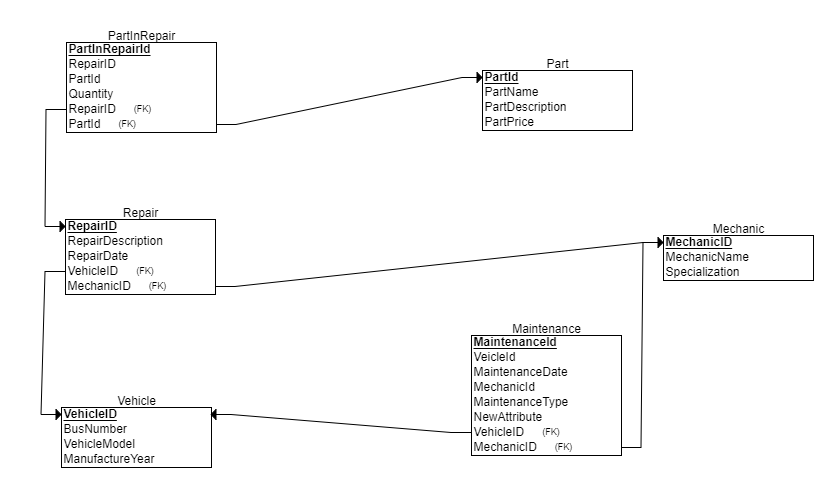 PartInRepair
PartInRepairId
RepairID
PartId
Quantity
RepairID (FK)
PartId (FK)
Part
PartId
PartName
PartDescription
PartPrice
Repair
RepairID
RepairDescription
RepairDate
VehicleID (FK)
MechanicID (FK)
Mechanic
MechanicID
MechanicName
Specialization
Maintenance
MaintenanceId
VeicleId
MaintenanceDate
MechanicId
MaintenanceType
NewAttribute
VehicleID (FK)
MechanicID (FK)
Vehicle
VehicleID
BusNumber
VehicleModel
ManufactureYear